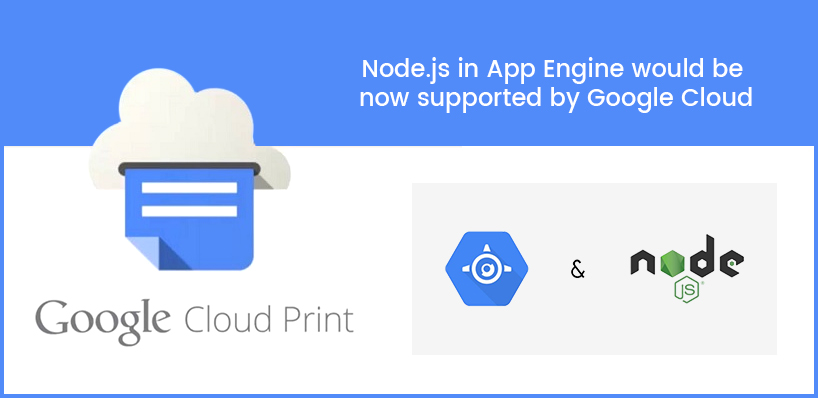 Node.js in App Engine would be
now supported by Google Cloud
Google Cloud Print
&
node
JS